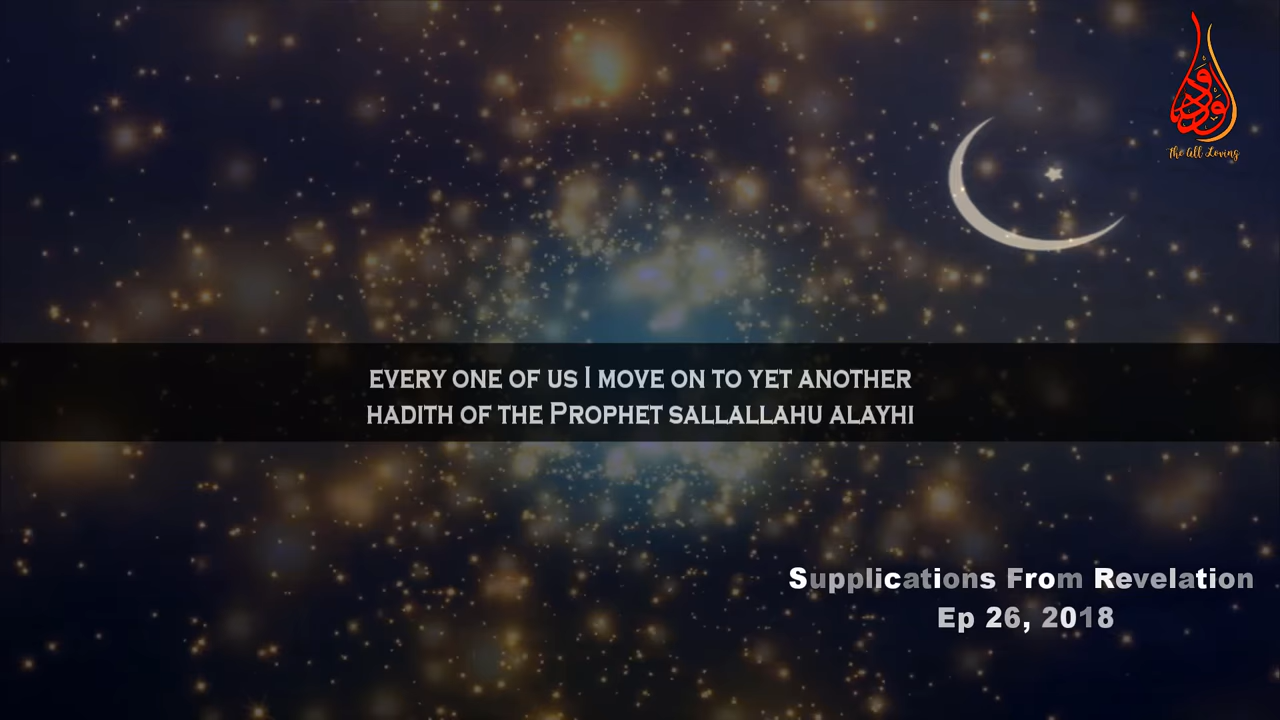 الودود
The All Loving
EVERY ONE OF US I MOVE ON TO YET ANOTHER
HADITH OF THE PROPHET SALLALLAHU ALAYHI
Supplications From Revelation
Ep 26, 2018